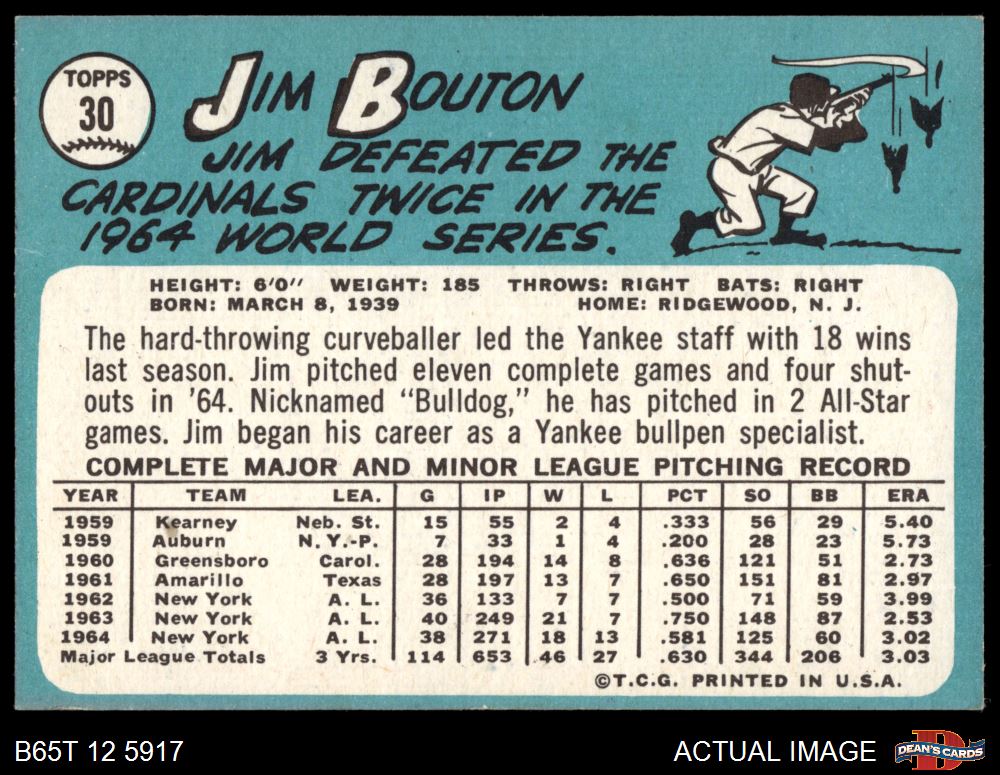 TOPPS
30
JIM BOUTON
JIM DEFEATED THE
CARDINALS TWICE IN THE
1964 WORLD SERIES.
HEIGHT: 6'0" WEIGHT: 185 THROWS: RIGHT BATS: RIGHT
BORN: MARCH 8, 1939 HOME: RIDGEWOOD, N. J.
The hard-throwing curveballer led the Yankee staff with 18 wins
last season. Jim pitched eleven complete games and four shut-
outs in '64. Nicknamed "Bulldog," he has pitched in 2 All-Star
games. Jim began his career as a Yankee bullpen specialist.
COMPLETE MAJOR AND MINOR LEAGUE PITCHING RECORD
YEAR TEAM LEA. G IP W L PCT SO BB ERA
1959 Kearney Neb. St. 15 55 2 4 .333 56 29 5.40
1959 Auburn N.Y.-P. 7 33 1 4 .200 28 23 5.73
1960 Greensboro Carol. 28 194 14 8 .636 121 51 2.73
1961 Amarillo Texas 28 197 13 7 .650 151 81 2.97
1962 New York A. L. 36 133 7 7 .500 71 59 3.99
1963 New York A. L. 40 249 21 7 .750 148 87 2.53
1964 New York A. L. 38 271 18 13 .581 125 60 3.02
Major League Totals 3 Yrs. 114 653 46 27 .630 344 206 3.03
©T.C.G. PRINTED IN U.S.A.
B65T 12 5917 ACTUAL IMAGE D DEAN'S CARDS